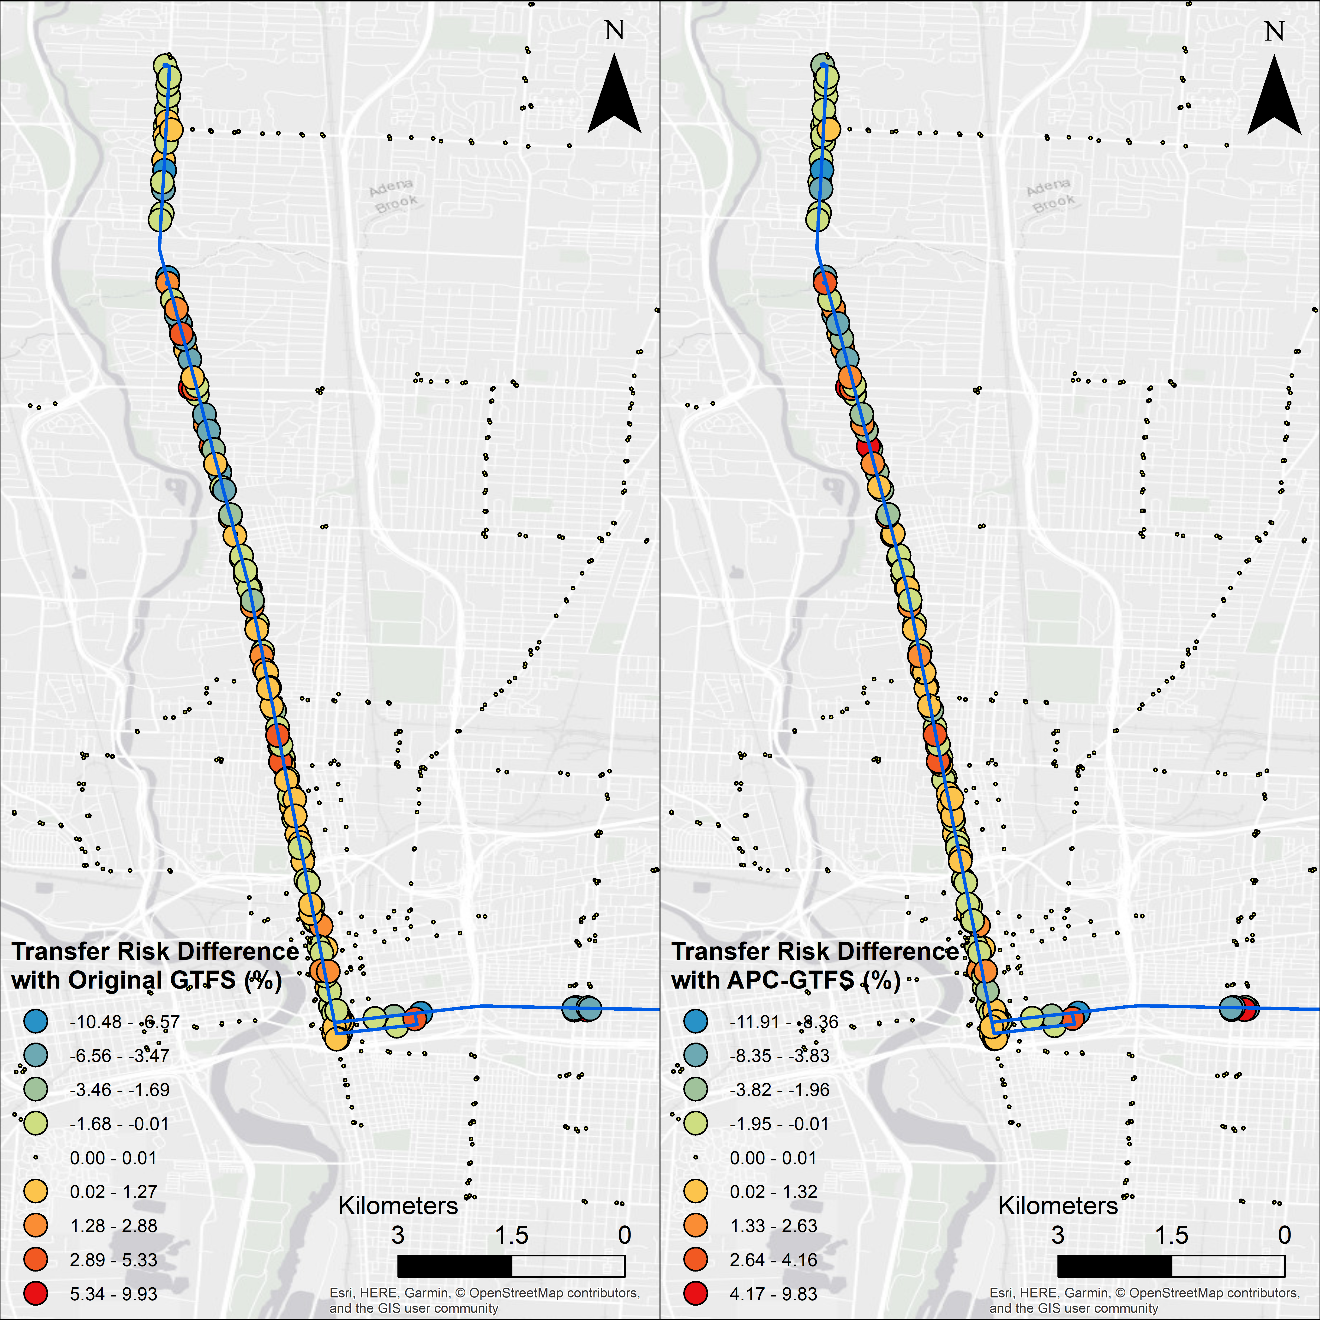 N
Adena
Brook
Transfer Risk Difference
with Original GTFS (%)
-10.48 - -6.57
-6.56 - -3.47
-3.46 - -1.69
-1.68 - -0.01
0.00 - 0.01
0.02 - 1.27
1.28 - 2.88
2.89 - 5.33
5.34 - 9.93
Kilometers
3 1.5 0
Esri, HERE, Garmin, © OpenStreetMap contributors,
and the GIS user community
N
Adena
Brook
Transfer Risk Difference
with APC-GTFS (%)
-11.91 - -8.36
-8.35 - -3.83
-3.82 - -1.96
-1.95 - -0.01
0.00 - 0.01
0.02 - 1.32
1.33 - 2.63
2.64 - 4.16
4.17 - 9.83
Kilometers
3 1.5 0
Esri, HERE, Garmin, © OpenStreetMap contributors,
and the GIS user community